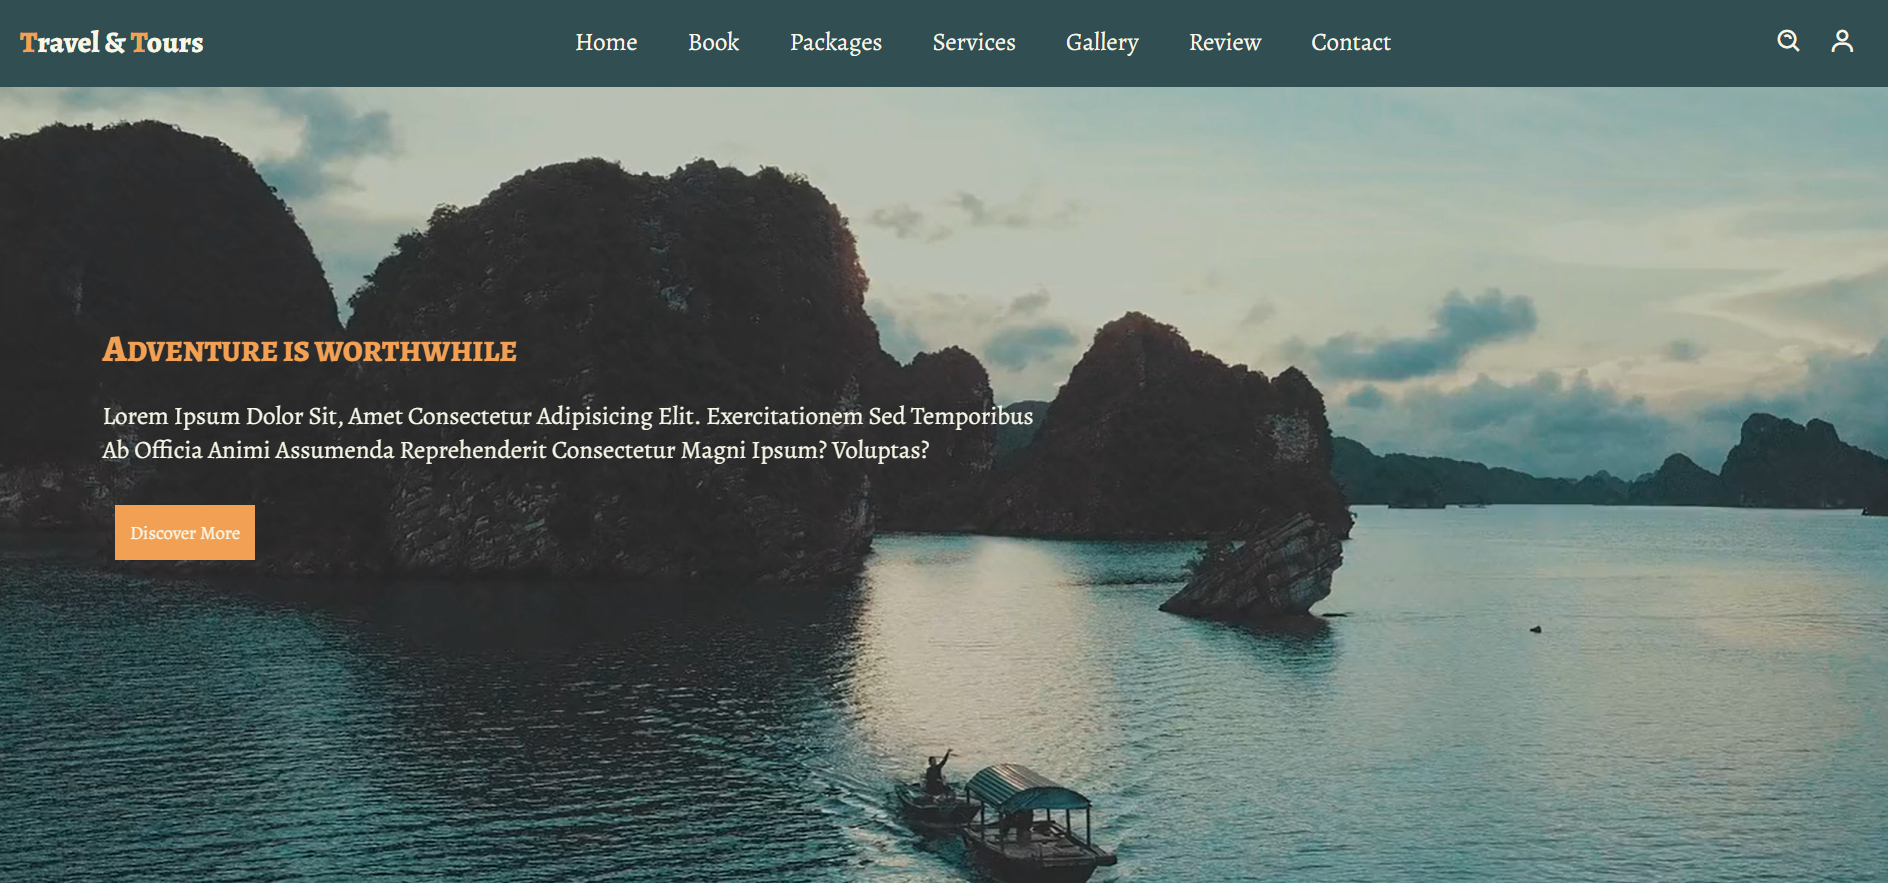 Travel & Tours
Home Book Packages Services Gallery Review Contact
Adventure is worthwhile
Lorem Ipsum Dolor Sit, Amet Consectetur Adipisicing Elit. Exercitationem Sed Temporibus
Ab Officia Animi Assumenda Reprehenderit Consectetur Magni Ipsum? Voluptas?
Discover More